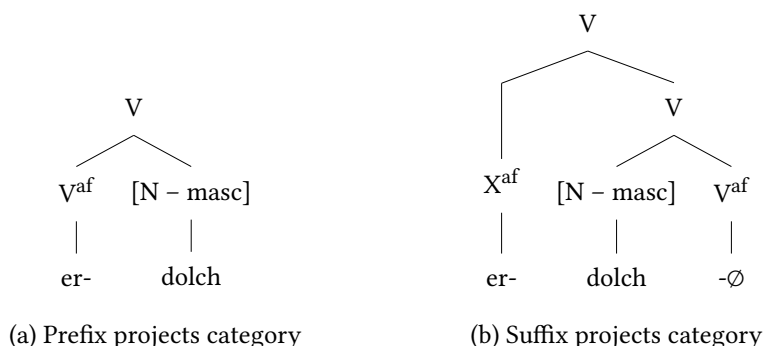 V
V
V
V^af [N – masc]
X^af [N – masc] V^af
er- dolch
er- dolch -∅
(a) Prefix projects category
(b) Suffix projects category